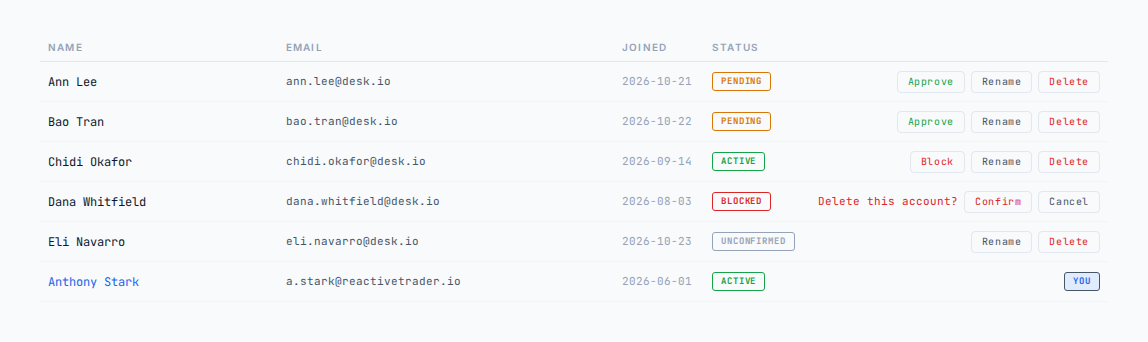 NAME EMAIL JOINED STATUS
Ann Lee ann.lee@desk.io 2026-10-21 PENDING Approve Rename Delete
Bao Tran bao.tran@desk.io 2026-10-22 PENDING Approve Rename Delete
Chidi Okafor chidi.okafor@desk.io 2026-09-14 ACTIVE Block Rename Delete
Dana Whitfield dana.whitfield@desk.io 2026-08-03 BLOCKED Delete this account? Confirm Cancel
Eli Navarro eli.navarro@desk.io 2026-10-23 UNCONFIRMED Rename Delete
Anthony Stark a.stark@reactivetrader.io 2026-06-01 ACTIVE YOU